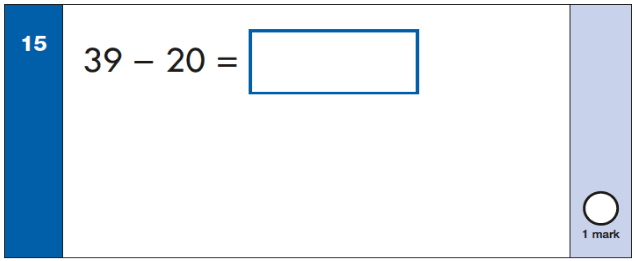 15
39 – 20 =
1 mark